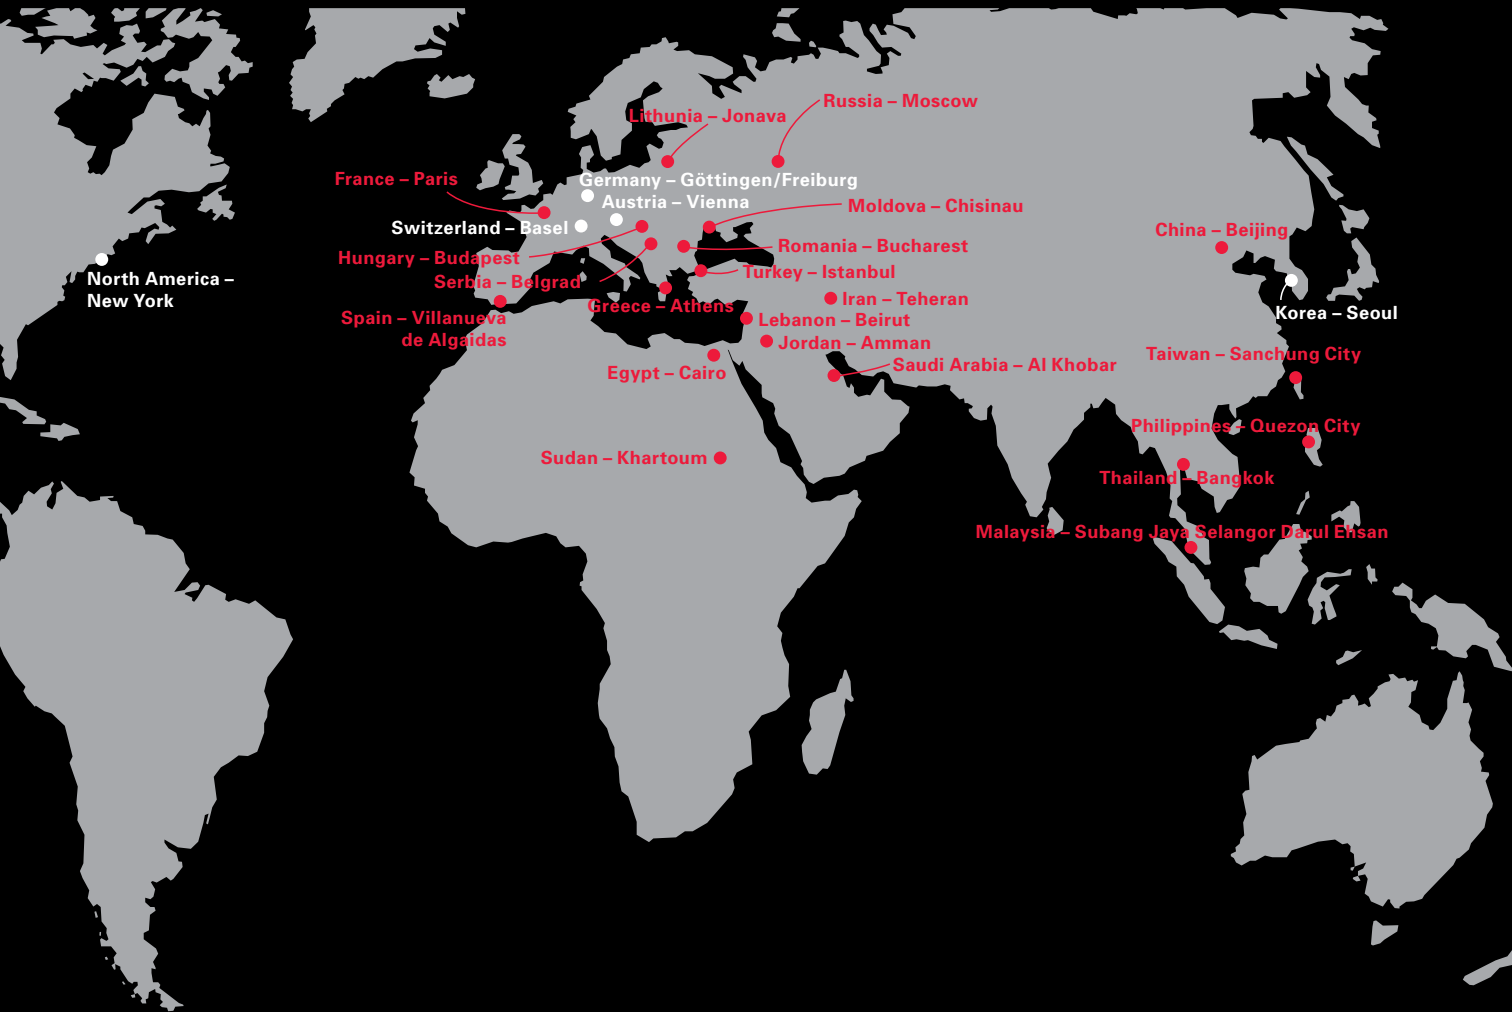 Russia – Moscow
Lithunia – Jonava
France – Paris
Germany – Göttingen/Freiburg
Austria – Vienna
Moldova – Chisinau
Switzerland – Basel
China – Beijing
Romania – Bucharest
Hungary – Budapest
Turkey – Istanbul
Serbia – Belgrad
North America –
New York
Iran – Teheran
Greece – Athens
Korea – Seoul
Spain – Villanueva
de Algaidas
Lebanon – Beirut
Jordan – Amman
Taiwan – Sanchung City
Saudi Arabia – Al Khobar
Egypt – Cairo
Philippines – Quezon City
Sudan – Khartoum
Thailand – Bangkok
Malaysia – Subang Jaya Selangor Darul Ehsan